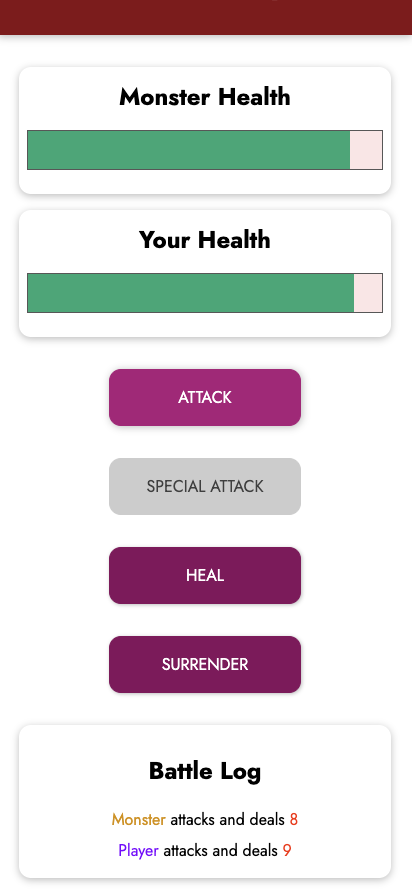 Monster Health
Your Health
ATTACK
SPECIAL ATTACK
HEAL
SURRENDER
Battle Log
Monster attacks and deals 8
Player attacks and deals 9